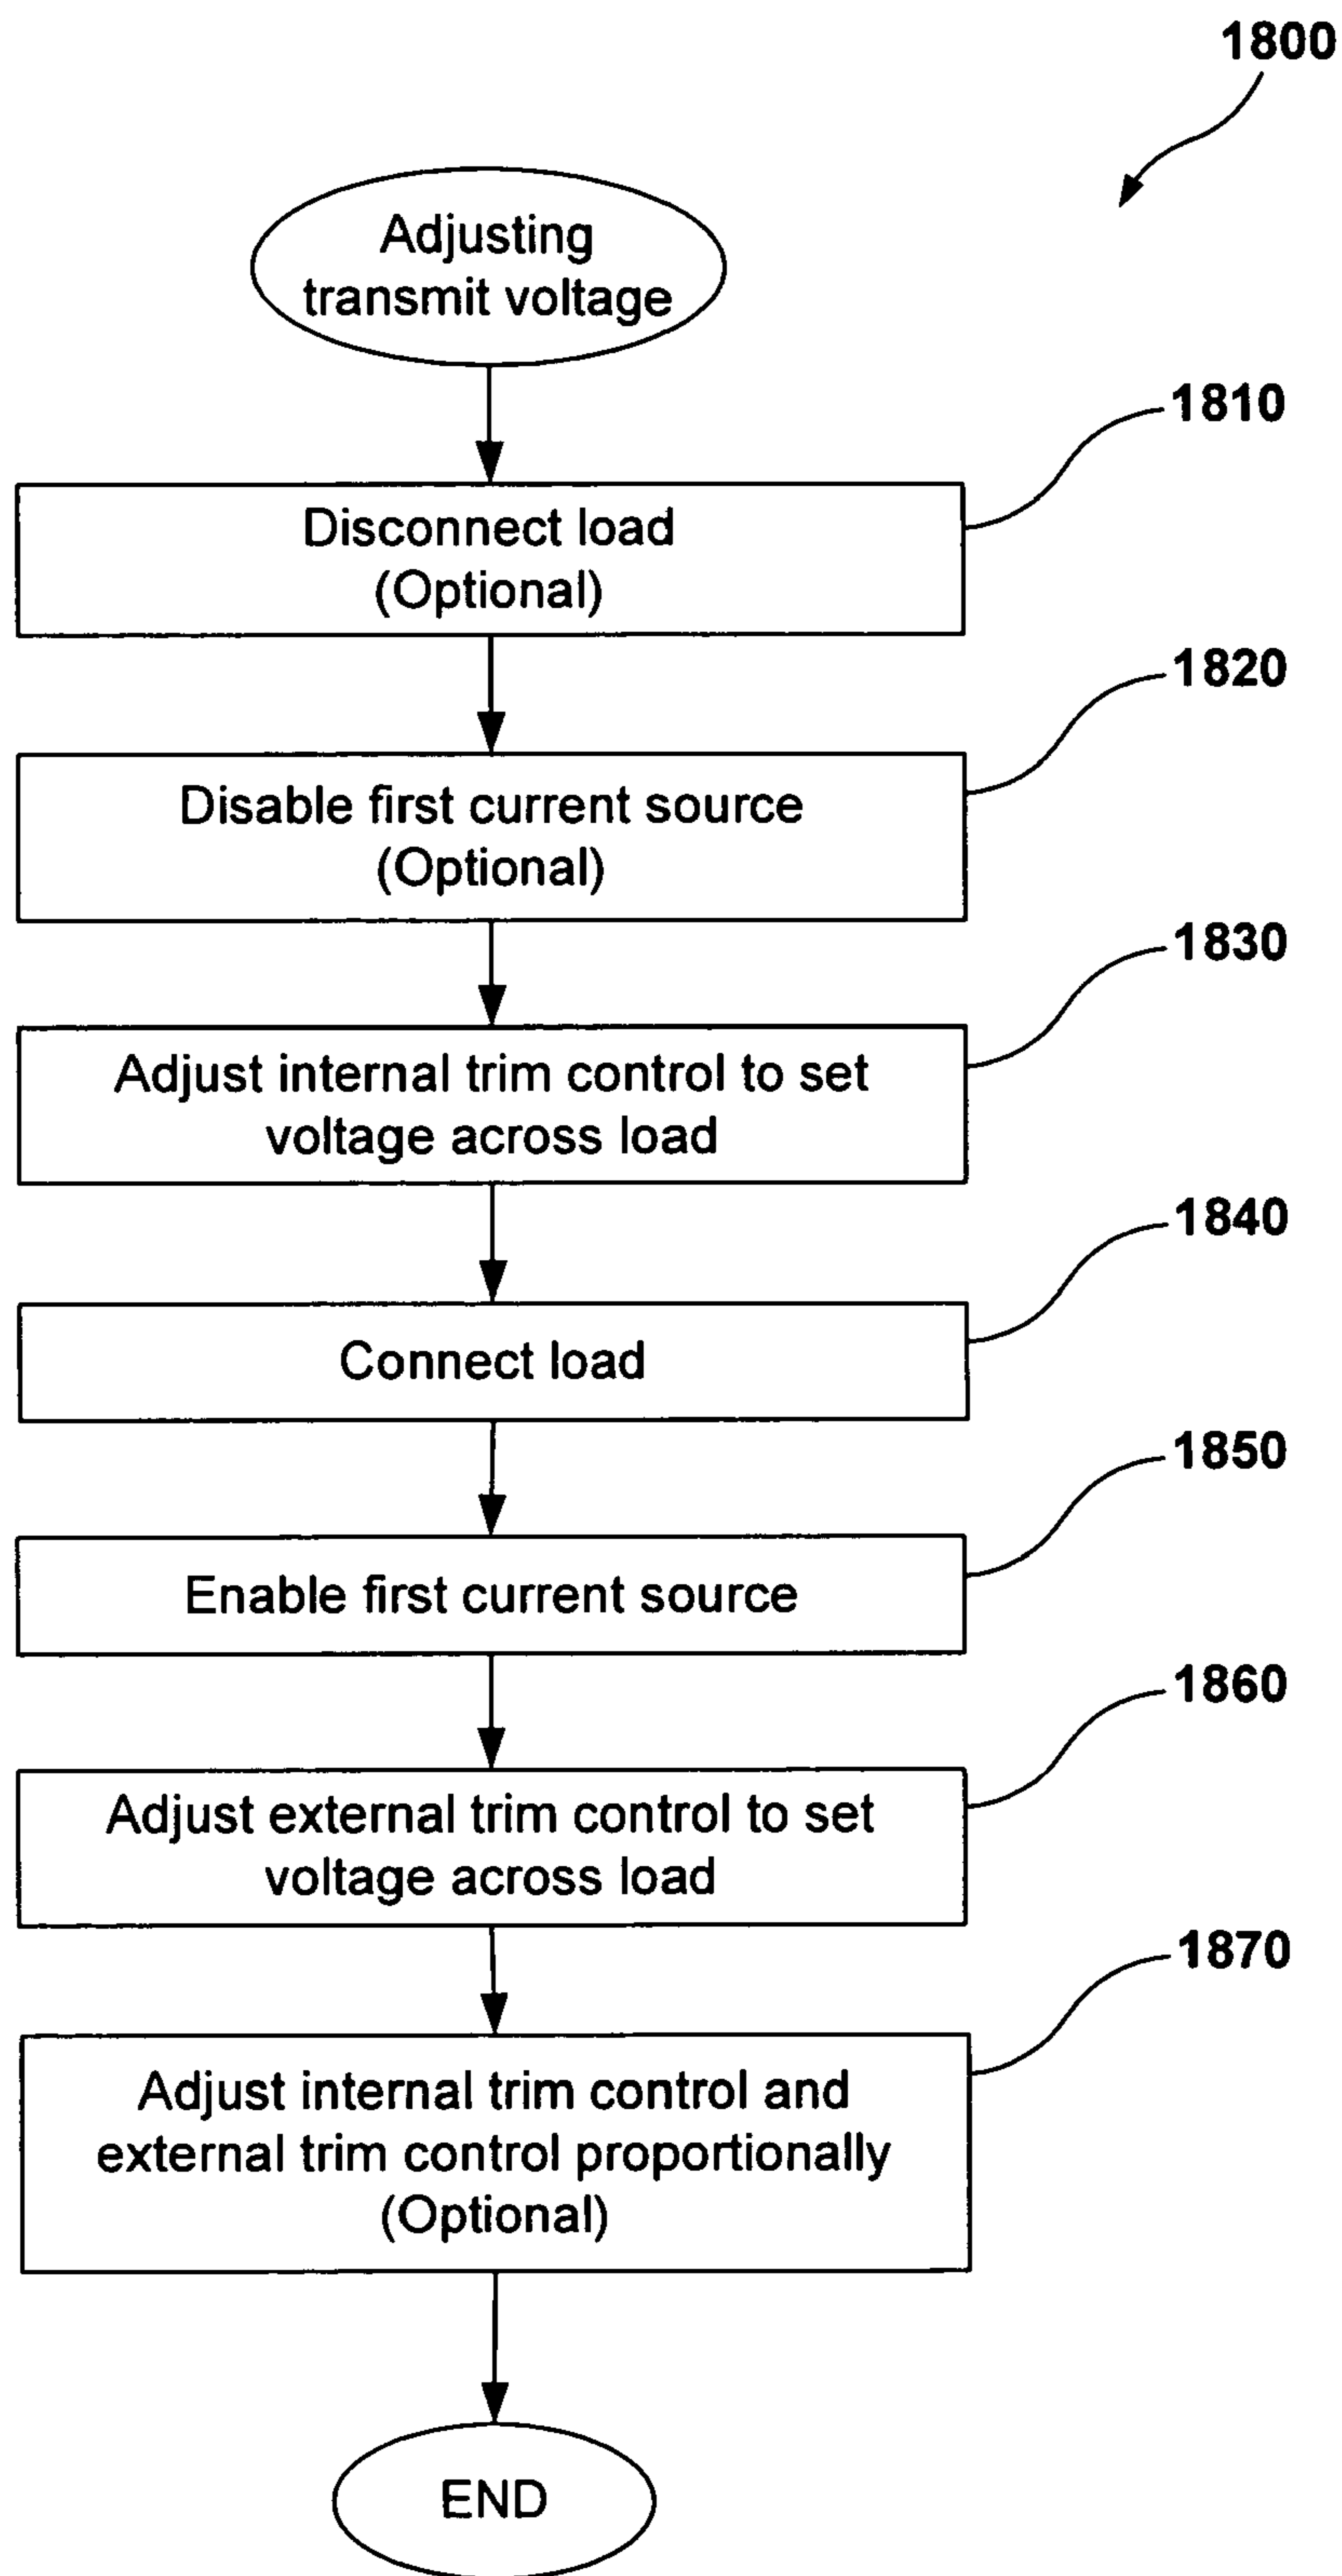 1800
Adjusting
transmit voltage
1810
Disconnect load
(Optional)
1820
Disable first current source
(Optional)
1830
Adjust internal trim control to set
voltage across load
1840
Connect load
1850
Enable first current source
1860
Adjust external trim control to set
voltage across load
1870
Adjust internal trim control and
external trim control proportionally
(Optional)
END